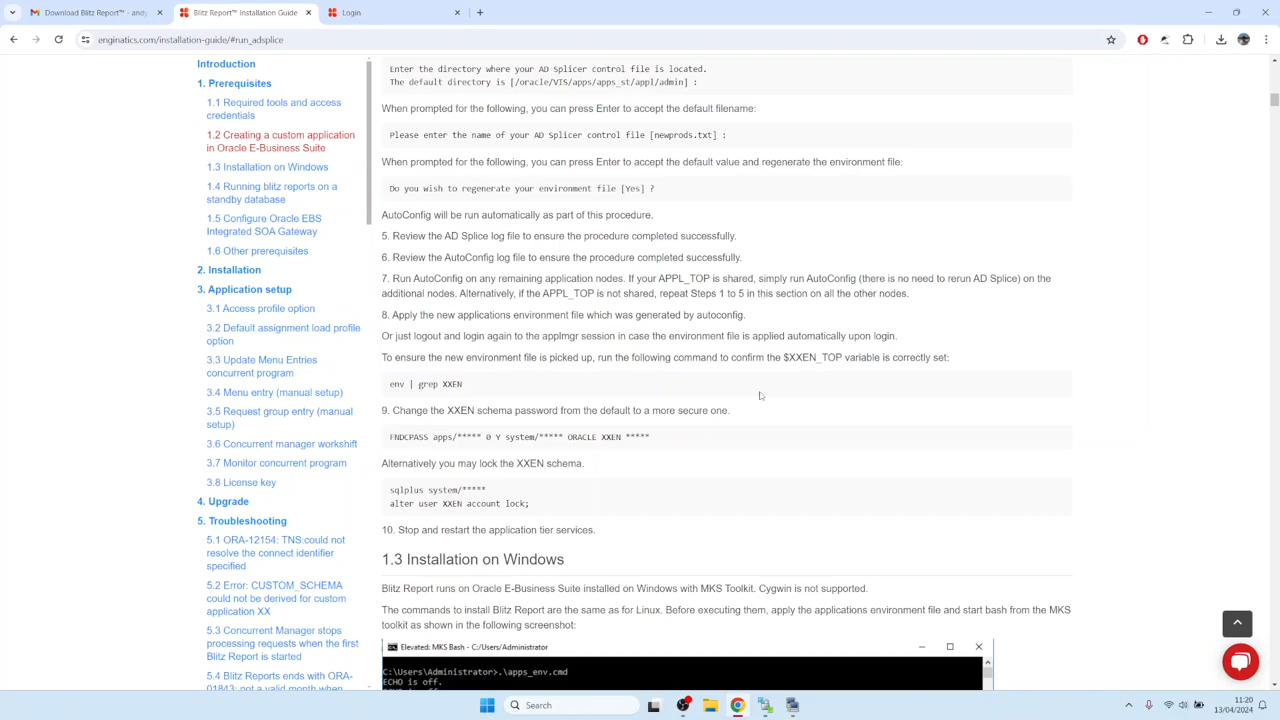 Download Blitz Report™ - andy
Blitz Report™ Installation Guide
Login
enginatics.com/installation-guide/#run_adsplice
Introduction
1. Prerequisites
1.1 Required tools and access
credentials
1.2 Creating a custom application
in Oracle E-Business Suite
1.3 Installation on Windows
1.4 Running blitz reports on a
standby database
1.5 Configure Oracle EBS
Integrated SOA Gateway
1.6 Other prerequisites
2. Installation
3. Application setup
3.1 Access profile option
3.2 Default assignment load profile
option
3.3 Update Menu Entries
concurrent program
3.4 Menu entry (manual setup)
3.5 Request group entry (manual
setup)
3.6 Concurrent manager workshift
3.7 Monitor concurrent program
3.8 License key
4. Upgrade
5. Troubleshooting
5.1 ORA-12154: TNS:could not
resolve the connect identifier
specified
5.2 Error: CUSTOM_SCHEMA
could not be derived for custom
application XX
5.3 Concurrent Manager stops
processing requests when the first
Blitz Report is started
5.4 Blitz Reports ends with ORA-
01843: not a valid month when
Enter the directory where your AD Splicer control file is located.
The default directory is [/oracle/VIS/apps/apps_st/appl/admin] :
When prompted for the following, you can press Enter to accept the default filename:
Please enter the name of your AD Splicer control file [newprods.txt] :
When prompted for the following, you can press Enter to accept the default value and regenerate the environment file:
Do you wish to regenerate your environment file [Yes] ?
AutoConfig will be run automatically as part of this procedure.
5. Review the AD Splice log file to ensure the procedure completed successfully.
6. Review the AutoConfig log file to ensure the procedure completed successfully.
7. Run AutoConfig on any remaining application nodes. If your APPL_TOP is shared, simply run AutoConfig (there is no need to rerun AD Splice) on the
additional nodes. Alternatively, if the APPL_TOP is not shared, repeat Steps 1 to 5 in this section on all the other nodes.
8. Apply the new applications environment file which was generated by autoconfig.
Or just logout and login again to the applmgr session in case the environment file is applied automatically upon login.
To ensure the new environment file is picked up, run the following command to confirm the $XXEN_TOP variable is correctly set:
env | grep XXEN
9. Change the XXEN schema password from the default to a more secure one.
FNDCPASS apps/***** 0 Y system/***** ORACLE XXEN *****
Alternatively you may lock the XXEN schema.
sqlplus system/*****
alter user XXEN account lock;
10. Stop and restart the application tier services.
1.3 Installation on Windows
Blitz Report runs on Oracle E-Business Suite installed on Windows with MKS Toolkit. Cygwin is not supported.
The commands to install Blitz Report are the same as for Linux. Before executing them, apply the applications environment file and start bash from the MKS
toolkit as shown in the following screenshot:
Elevated: MKS Bash - C:/Users/Administrator
C:\Users\Administrator>.\apps_env.cmd
ECHO is off.
Search
11:20
13/04/2024